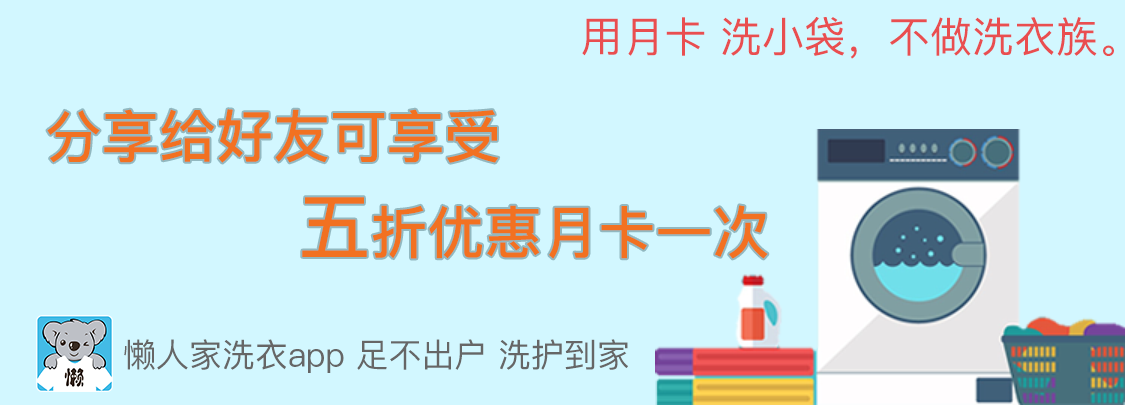 用月卡 洗小袋，不做洗衣族。
分享给好友可享受
五折优惠月卡一次
懒
懒人家洗衣app 足不出户 洗护到家